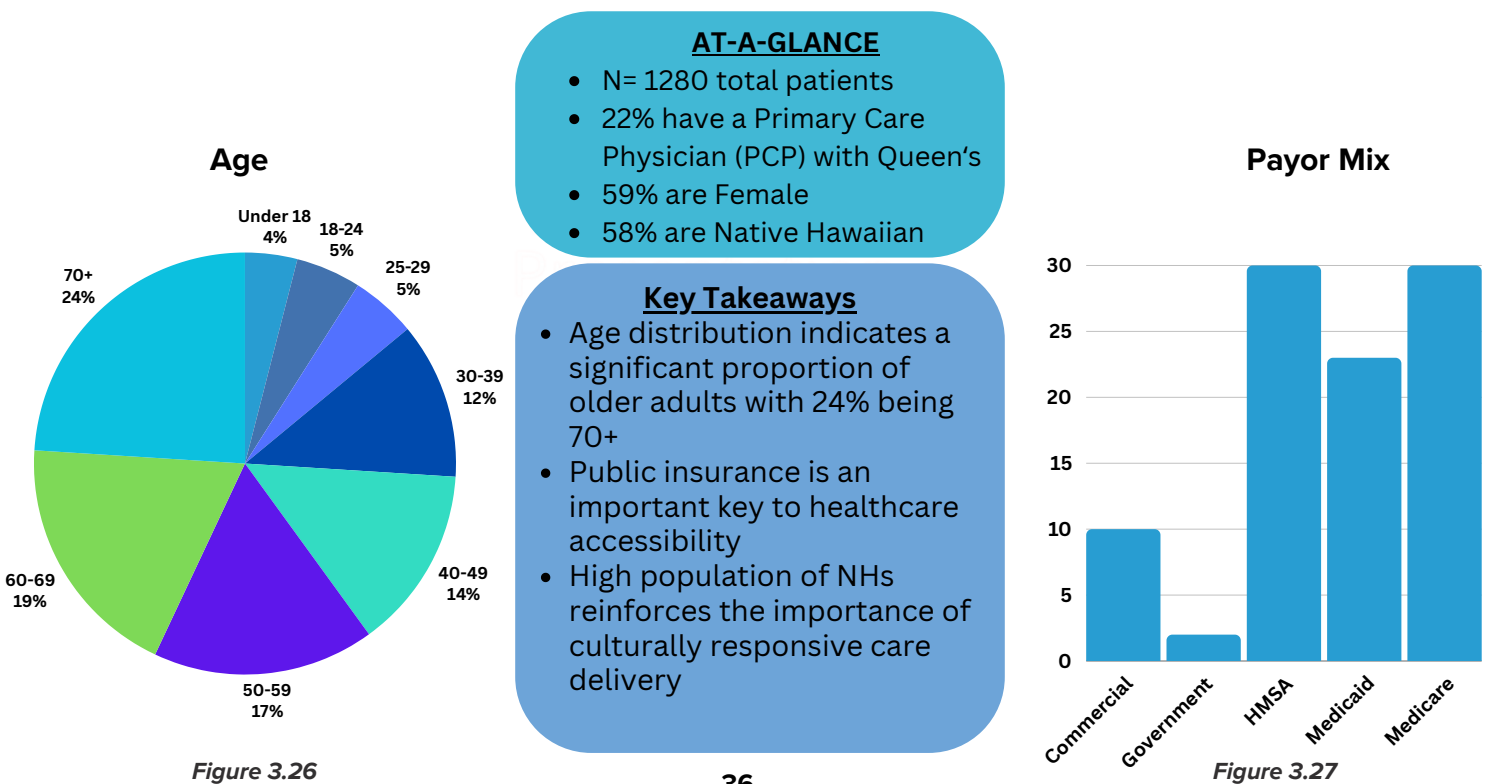 AT-A-GLANCE
• N= 1280 total patients
• 22% have a Primary Care
Physician (PCP) with Queen‘s
• 59% are Female
• 58% are Native Hawaiian
Age
Under 18
4%
18-24
5%
25-29
5%
30-39
12%
40-49
14%
50-59
17%
60-69
19%
70+
24%
Figure 3.26
Key Takeaways
• Age distribution indicates a
significant proportion of
older adults with 24% being
70+
• Public insurance is an
important key to healthcare
accessibility
• High population of NHs
reinforces the importance of
culturally responsive care
delivery
36
Payor Mix
30
25
20
15
10
5
0
Commercial
Government
HMSA
Medicaid
Medicare
Figure 3.27